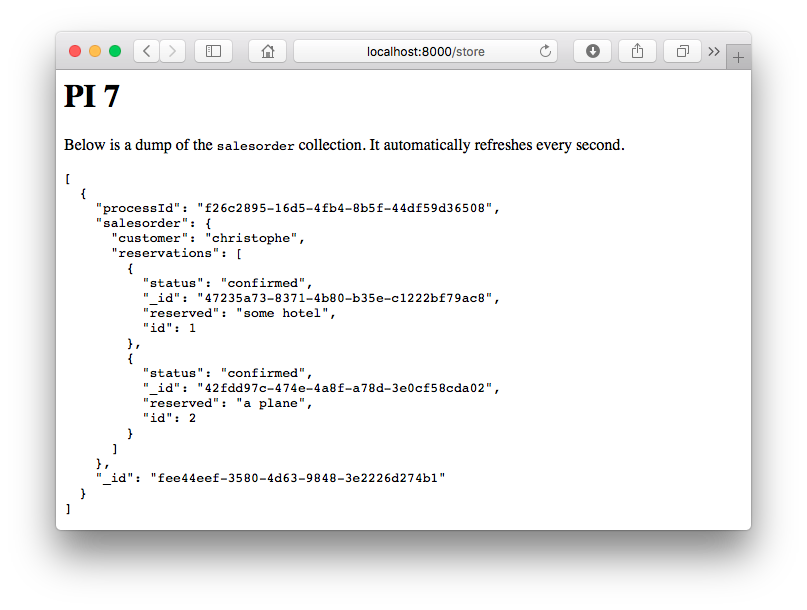 localhost:8000/store
PI 7
Below is a dump of the salesorder collection. It automatically refreshes every second.
[
  {
    "processId": "f26c2895-16d5-4fb4-8b5f-44df59d36508",
    "salesorder": {
      "customer": "christophe",
      "reservations": [
        {
          "status": "confirmed",
          "_id": "47235a73-8371-4b80-b35e-c1222bf79ac8",
          "reserved": "some hotel",
          "id": 1
        },
        {
          "status": "confirmed",
          "_id": "42fdd97c-474e-4a8f-a78d-3e0cf58cda02",
          "reserved": "a plane",
          "id": 2
        }
      ]
    },
    "_id": "fee44eef-3580-4d63-9848-3e2226d274b1"
  }
]